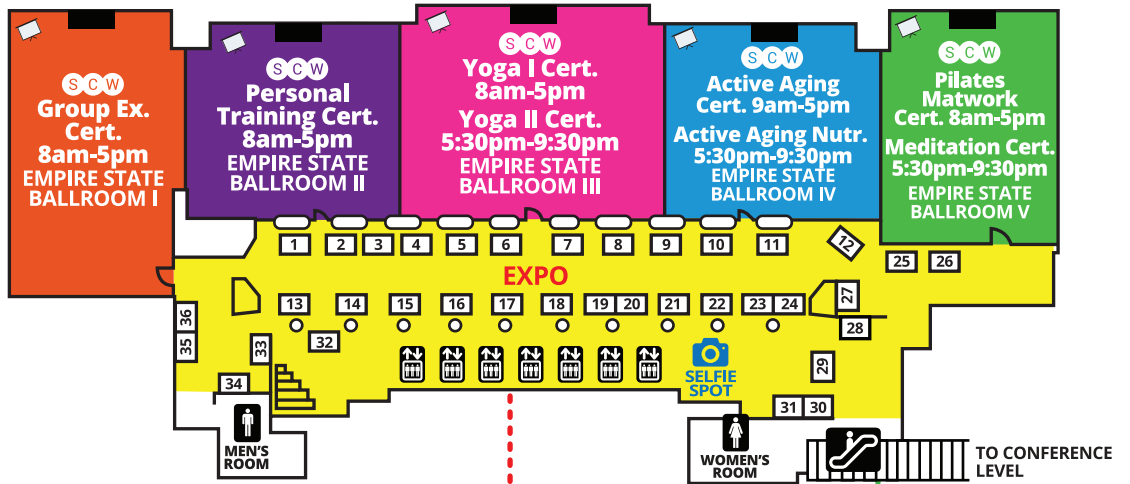 SCW
Group Ex.
Cert.
8am-5pm
EMPIRE STATE
BALLROOM I
SCW
Personal
Training Cert.
8am-5pm
EMPIRE STATE
BALLROOM II
SCW
Yoga I Cert.
8am-5pm
Yoga II Cert.
5:30pm-9:30pm
EMPIRE STATE
BALLROOM III
SCW
Active Aging
Cert. 9am-5pm
Active Aging Nutr.
5:30pm-9:30pm
EMPIRE STATE
BALLROOM IV
SCW
Pilates
Matwork
Cert. 8am-5pm
Meditation Cert.
5:30pm-9:30pm
EMPIRE STATE
BALLROOM V
1 2 3 4 5 6 7 8 9 10 11 12
25 26
EXPO
13 14 15 16 17 18 19 20 21 22 23 24
27
28
36
35
33
32
34
29
31 30
SELFIE
SPOT
MEN'S
ROOM
WOMEN'S
ROOM
TO CONFERENCE
LEVEL